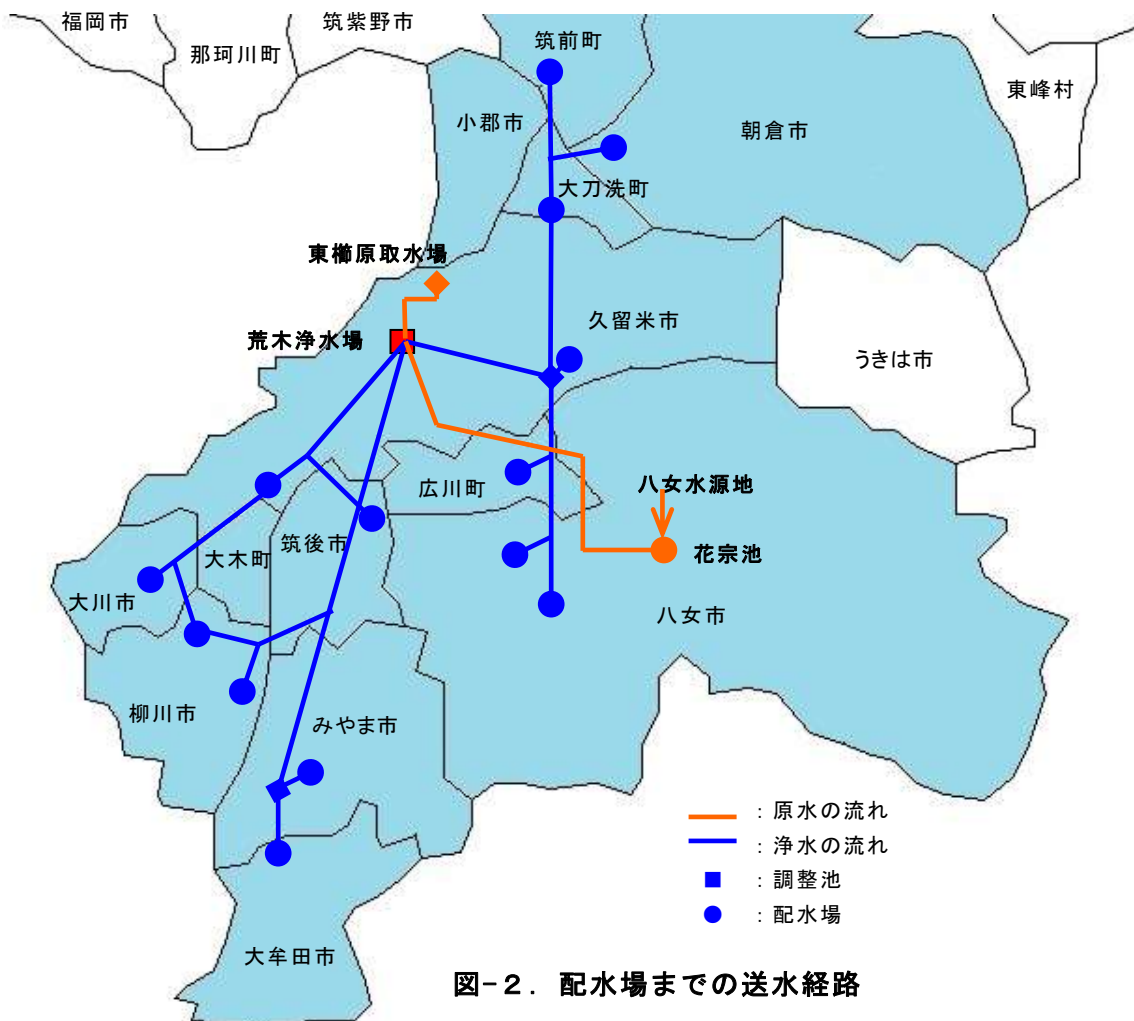 福岡市
筑紫野市
那珂川町
筑前町
東峰村
小郡市
朝倉市
大刀洗町
東櫛原取水場
久留米市
荒木浄水場
うきは市
広川町
八女水源地
筑後市
大木町
花宗池
大川市
八女市
柳川市
みやま市
：原水の流れ
：浄水の流れ
：調整池
：配水場
大牟田市
図-２．配水場までの送水経路